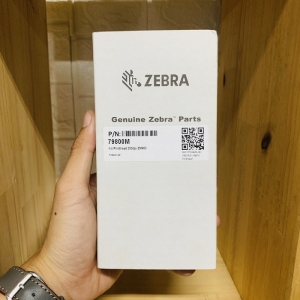 ZEBRA
Genuine Zebra™ Parts
P/N:
79800M